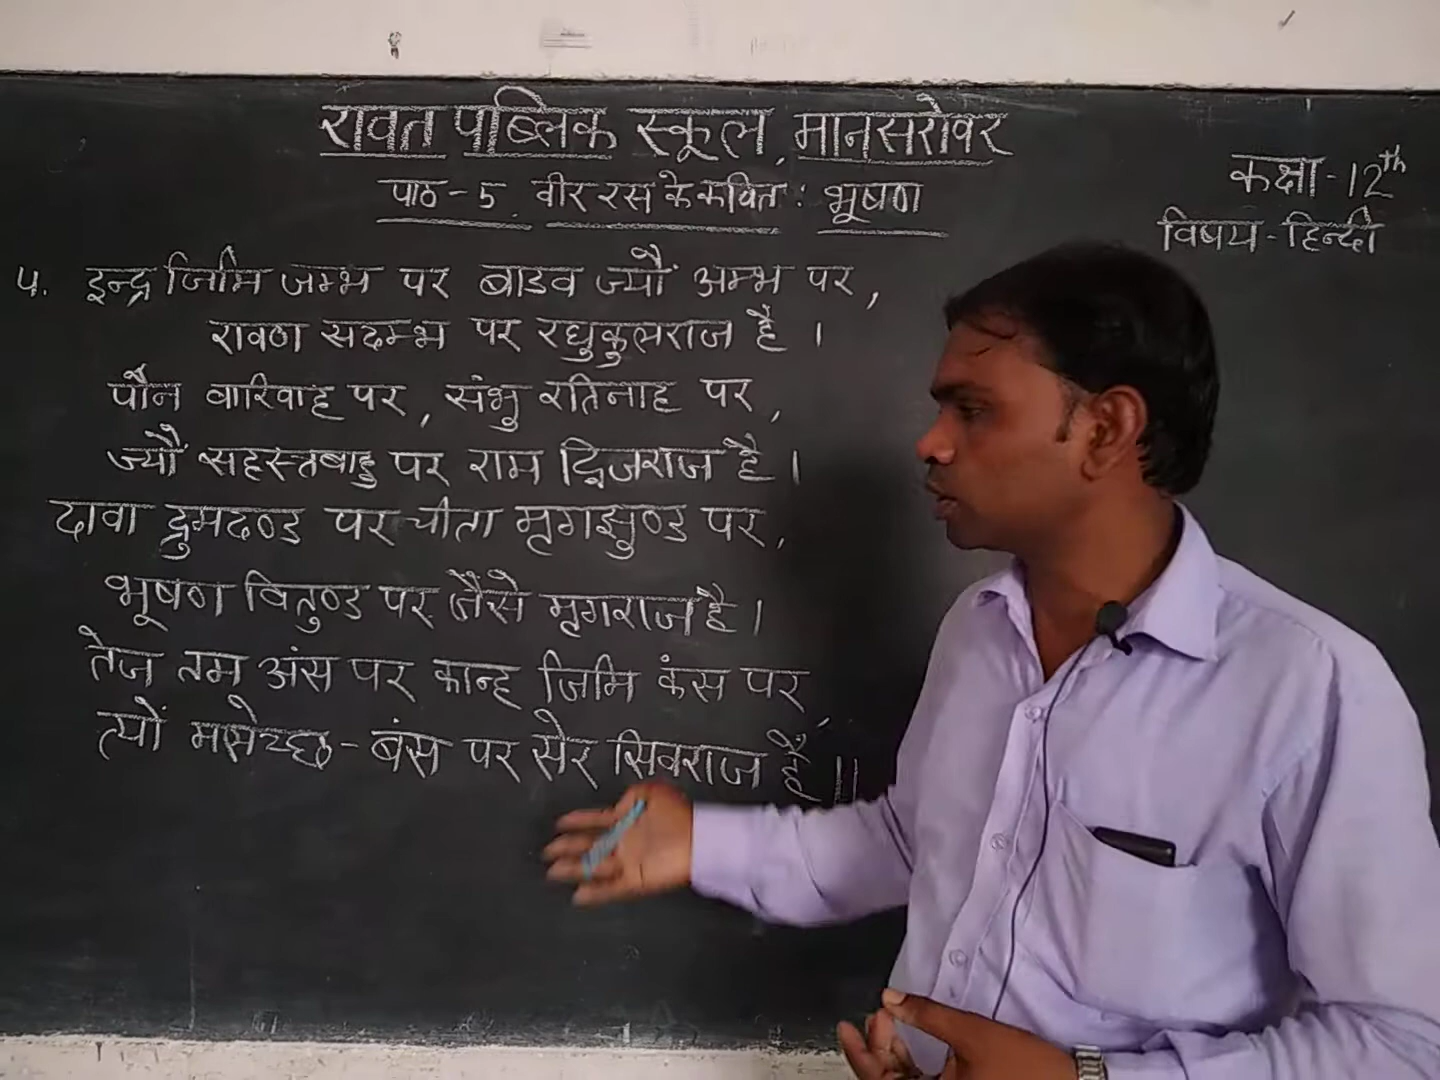 रावत पब्लिक स्कूल, मानसरोवर
पाठ-5. वीर रस के कवित्त : भूषण
कक्षा-12th
विषय-हिन्दी
५. इन्द्र जिमि जम्भ पर बाडव ज्यौं अम्भ पर,
रावण सदम्भ पर रघुकुलराज है।
पौन वारिवाह पर, संभु रतिनाह पर,
ज्यौं सहस्त्रबाहु पर राम द्विजराज है।
दावा द्रुमदण्ड पर चीता मृगझुण्ड पर,
भूषण वितुण्ड पर जैसे मृगराज है।
तेज तम अंस पर कान्ह जिमि कंस पर,
त्यों मलेच्छ-बंस पर सेर सिवराज हैं॥